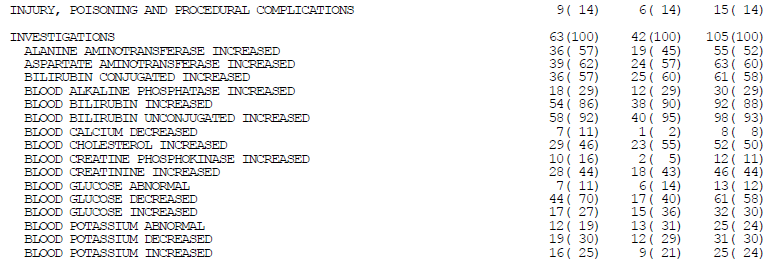 INJURY, POISONING AND PROCEDURAL COMPLICATIONS 9( 14) 6( 14) 15( 14)
INVESTIGATIONS 63(100) 42(100) 105(100)
ALANINE AMINOTRANSFERASE INCREASED 36( 57) 19( 45) 55( 52)
ASPARTATE AMINOTRANSFERASE INCREASED 39( 62) 24( 57) 63( 60)
BILIRUBIN CONJUGATED INCREASED 36( 57) 25( 60) 61( 58)
BLOOD ALKALINE PHOSPHATASE INCREASED 18( 29) 12( 29) 30( 29)
BLOOD BILIRUBIN INCREASED 54( 86) 38( 90) 92( 88)
BLOOD BILIRUBIN UNCONJUGATED INCREASED 58( 92) 40( 95) 98( 93)
BLOOD CALCIUM DECREASED 7( 11) 1( 2) 8( 8)
BLOOD CHOLESTEROL INCREASED 29( 46) 23( 55) 52( 50)
BLOOD CREATINE PHOSPHOKINASE INCREASED 10( 16) 2( 5) 12( 11)
BLOOD CREATININE INCREASED 28( 44) 18( 43) 46( 44)
BLOOD GLUCOSE ABNORMAL 7( 11) 6( 14) 13( 12)
BLOOD GLUCOSE DECREASED 44( 70) 17( 40) 61( 58)
BLOOD GLUCOSE INCREASED 17( 27) 15( 36) 32( 30)
BLOOD POTASSIUM ABNORMAL 12( 19) 13( 31) 25( 24)
BLOOD POTASSIUM DECREASED 19( 30) 12( 29) 31( 30)
BLOOD POTASSIUM INCREASED 16( 25) 9( 21) 25( 24)